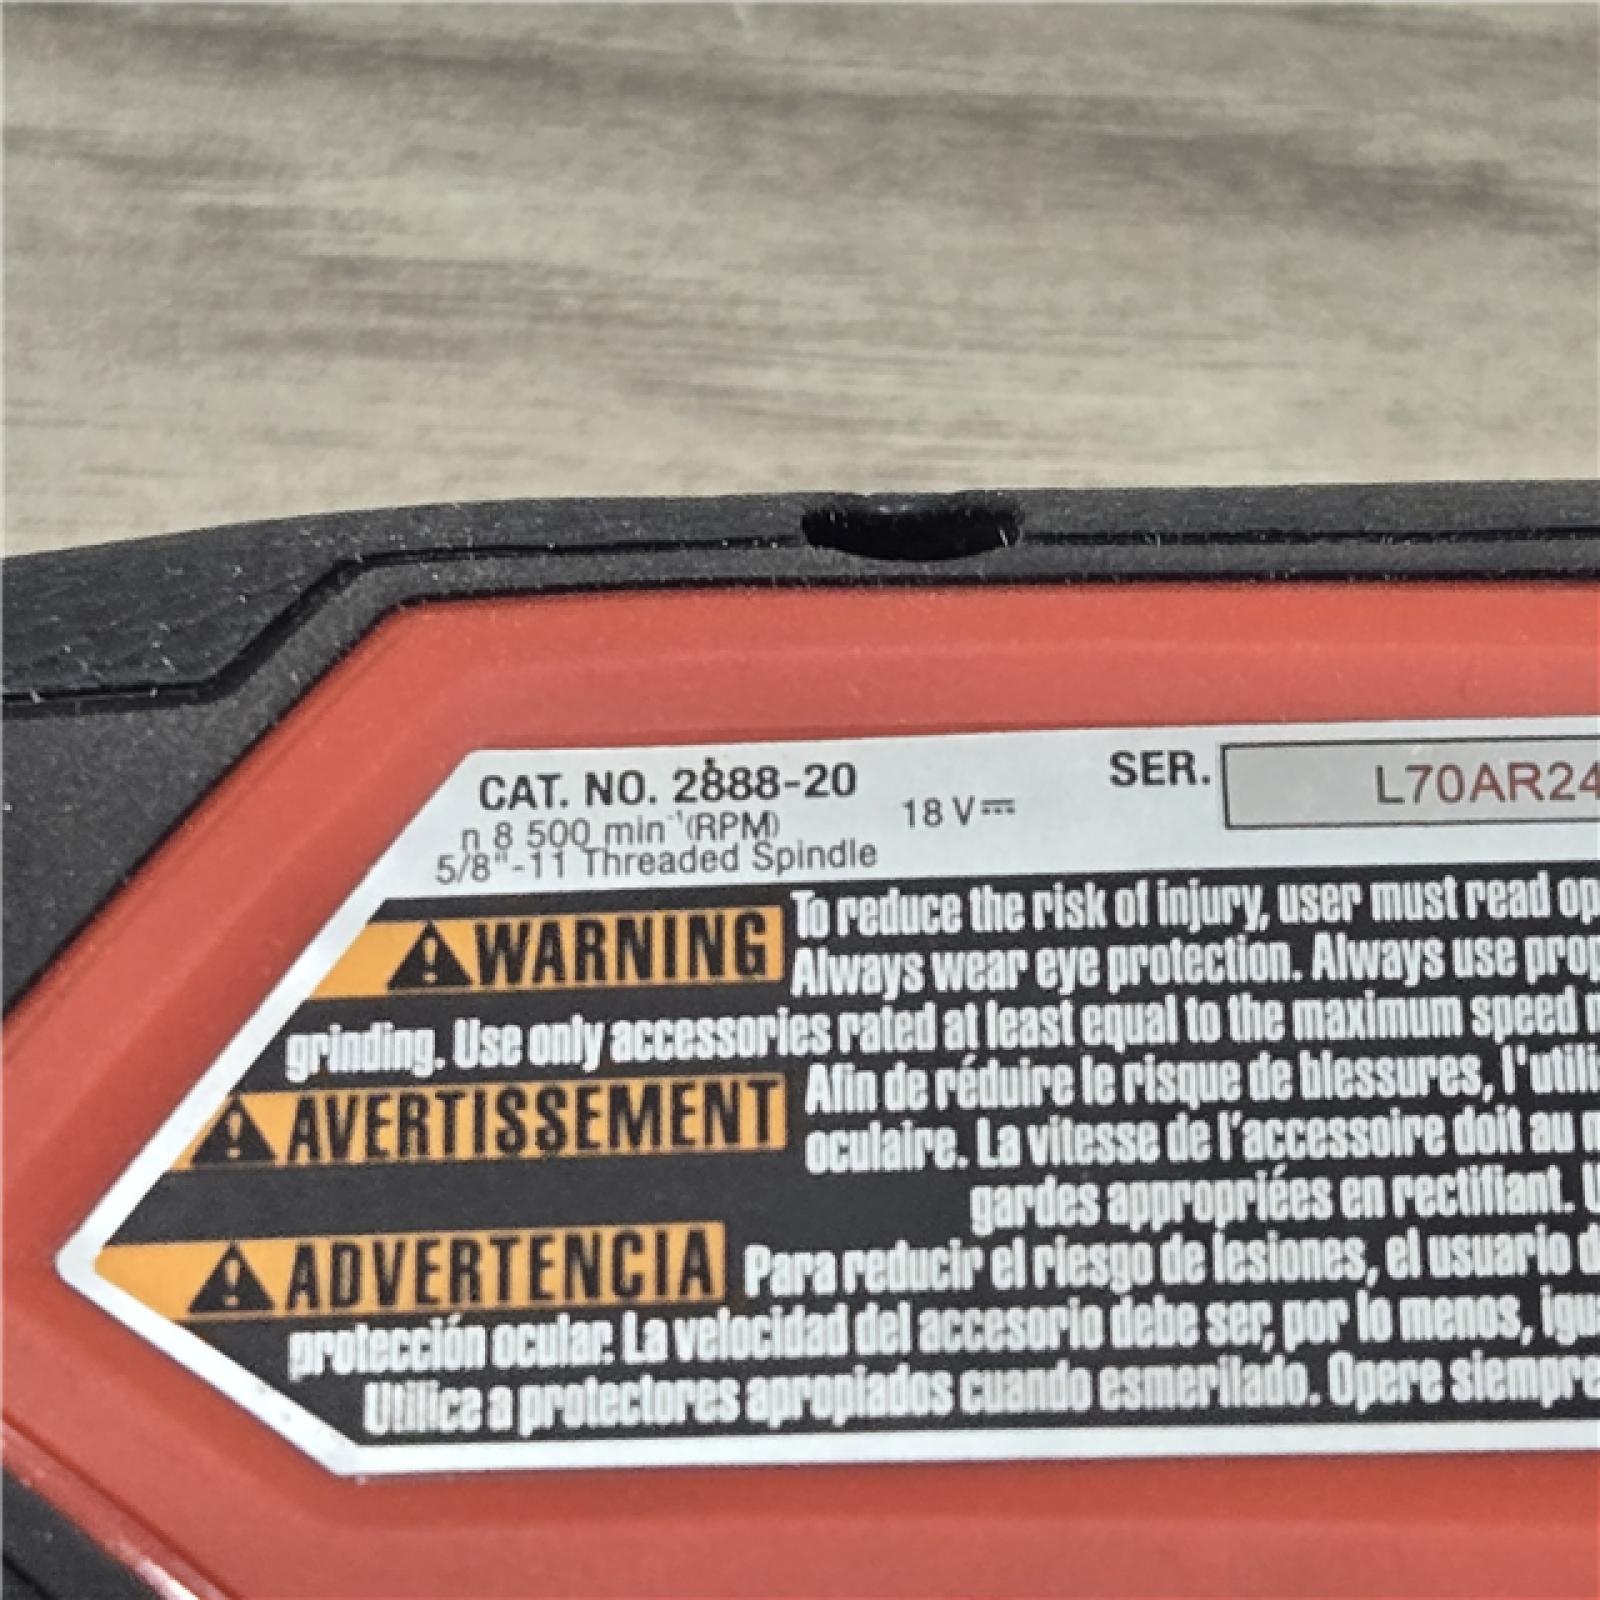 CAT. NO. 2888-20
n 8 500 min⁻¹(RPM)
5/8"-11 Threaded Spindle
18 V⎓
SER. L70AR24
WARNING To reduce the risk of injury, user must read op
Always wear eye protection. Always use prop
grinding. Use only accessories rated at least equal to the maximum speed
AVERTISSEMENT Afin de réduire le risque de blessures, l'utili
oculaire. La vitesse de l'accessoire doit au
gardes appropriées en rectifiant.
ADVERTENCIA Para reducir el riesgo de lesiones, el usuario d
protección ocular. La velocidad del accesorio debe ser, por lo menos, igu
Utilice a protectores apropiados cuando esmerilado. Opere siempre